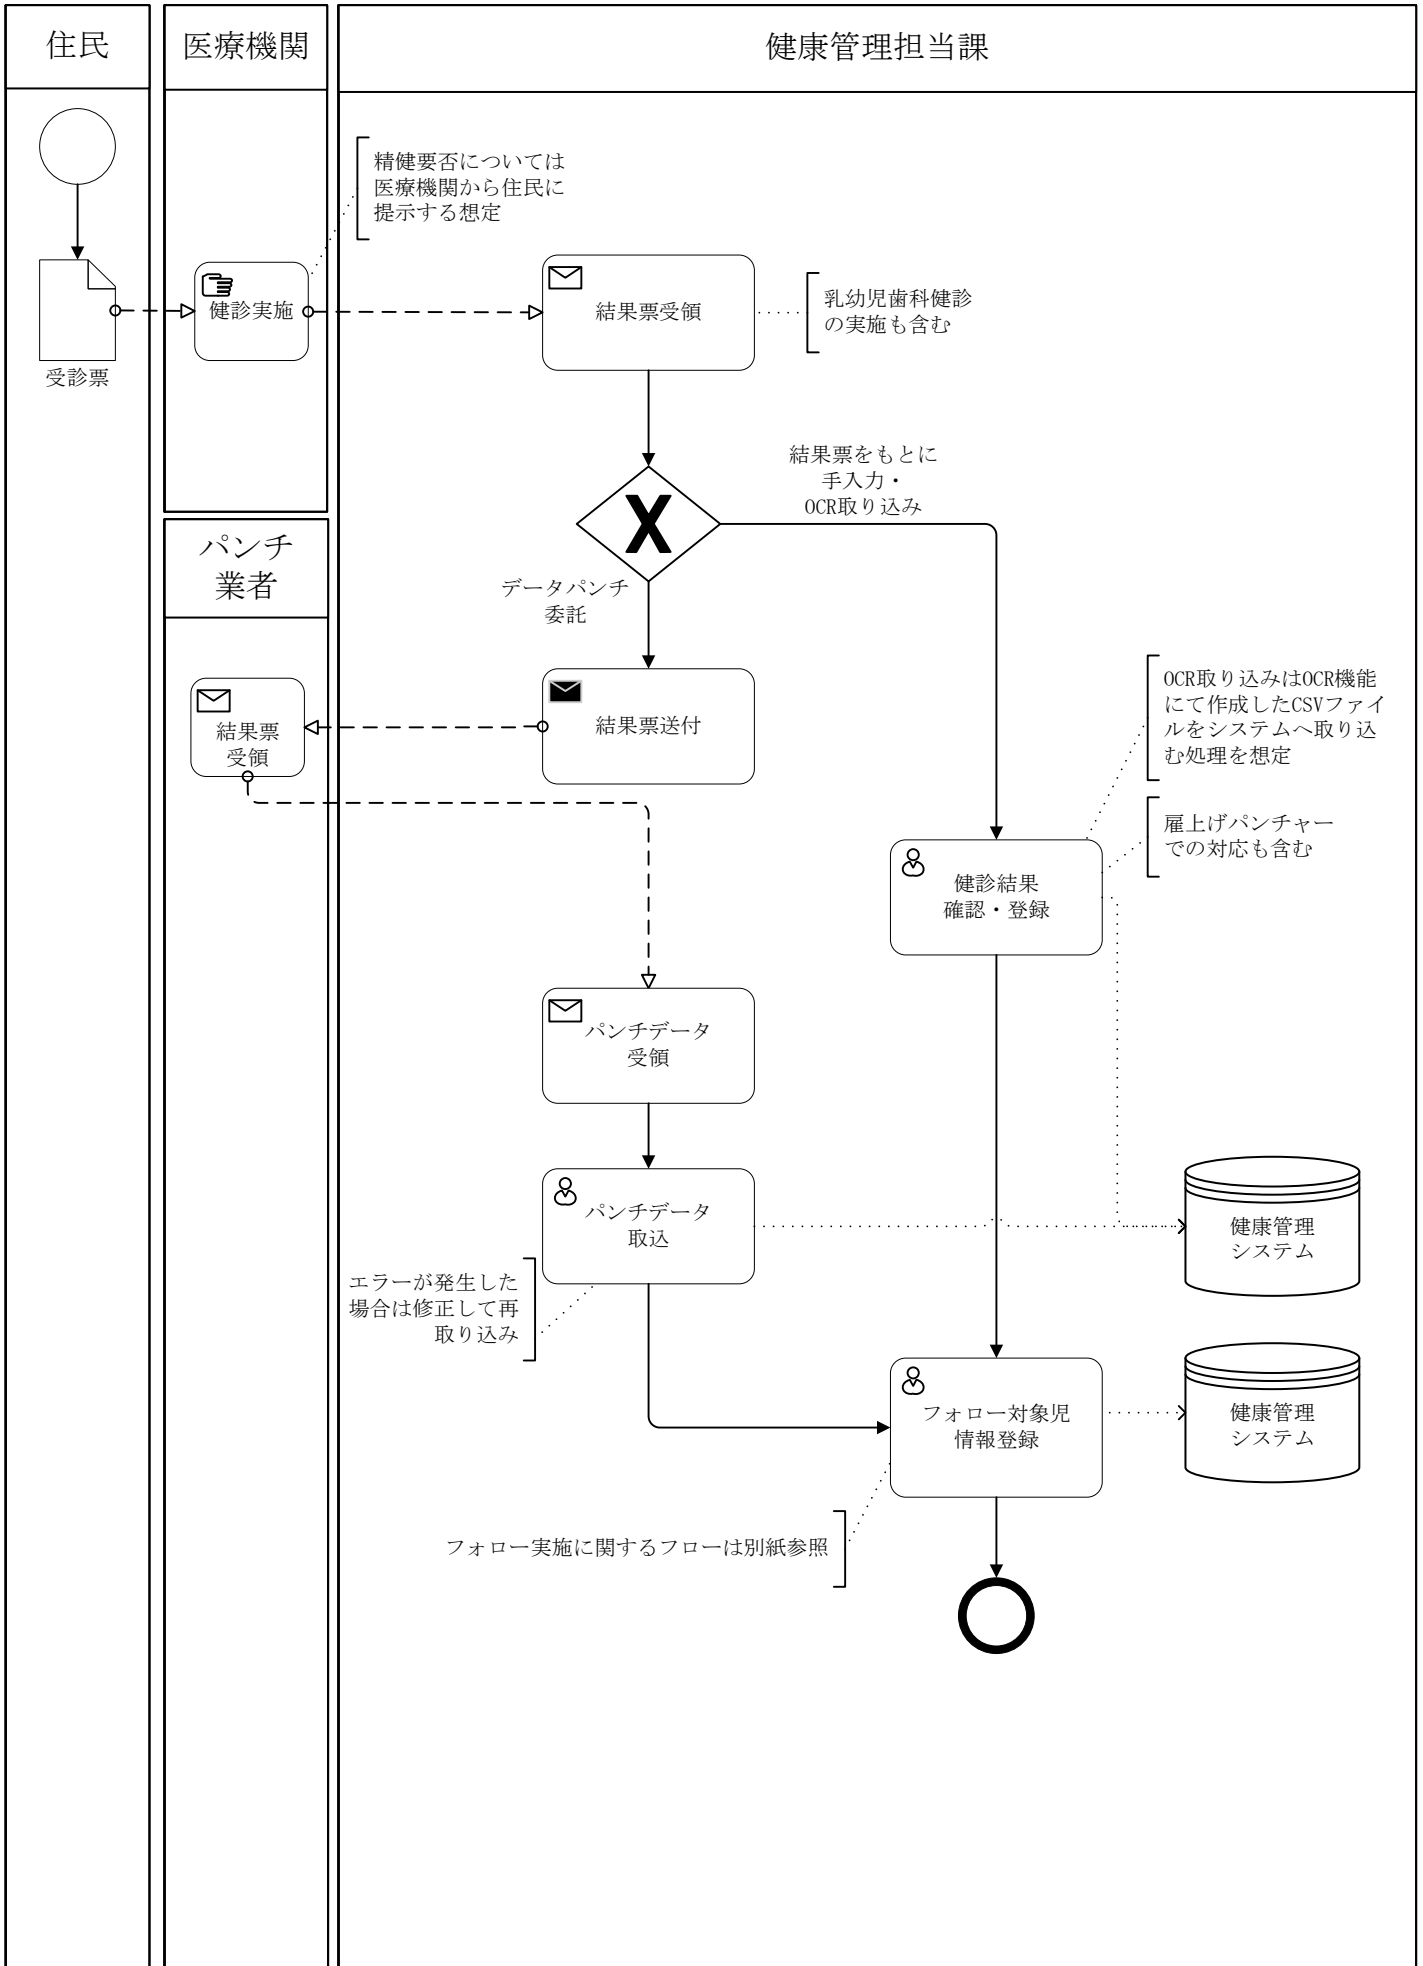 住民
医療機関
健康管理担当課
精健要否については
医療機関から住民に
提示する想定
受診票
健診実施
結果票受領
乳幼児歯科健診
の実施も含む
結果票をもとに
手入力・
OCR取り込み
データパンチ
委託
パンチ
業者
結果票
受領
結果票送付
OCR取り込みはOCR機能
にて作成したCSVファイ
ルをシステムへ取り込
む処理を想定
雇上げパンチャー
での対応も含む
健診結果
確認・登録
パンチデータ
受領
パンチデータ
取込
エラーが発生した
場合は修正して再
取り込み
健康管理
システム
フォロー対象児
情報登録
健康管理
システム
フォロー実施に関するフローは別紙参照